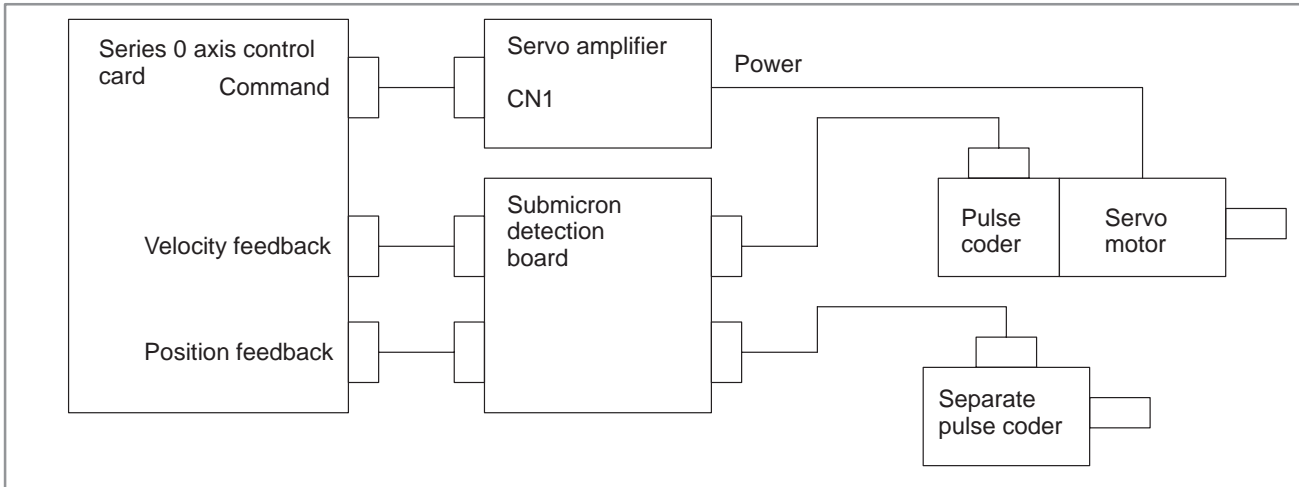 Series 0 axis control
card
Command
Velocity feedback
Position feedback
Servo amplifier
CN1
Submicron
detection
board
Power
Pulse
coder
Servo
motor
Separate
pulse coder